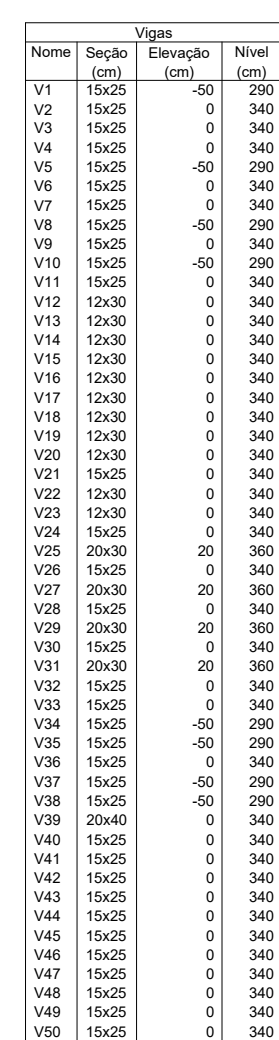 Vigas
Nome Seção Elevação Nível
(cm) (cm) (cm)
V1 15x25 -50 290
V2 15x25 0 340
V3 15x25 0 340
V4 15x25 0 340
V5 15x25 -50 290
V6 15x25 0 340
V7 15x25 0 340
V8 15x25 -50 290
V9 15x25 0 340
V10 15x25 -50 290
V11 15x25 0 340
V12 12x30 0 340
V13 12x30 0 340
V14 12x30 0 340
V15 12x30 0 340
V16 12x30 0 340
V17 12x30 0 340
V18 12x30 0 340
V19 12x30 0 340
V20 12x30 0 340
V21 15x25 0 340
V22 12x30 0 340
V23 12x30 0 340
V24 15x25 0 340
V25 20x30 20 360
V26 15x25 0 340
V27 20x30 20 360
V28 15x25 0 340
V29 20x30 20 360
V30 15x25 0 340
V31 20x30 20 360
V32 15x25 0 340
V33 15x25 0 340
V34 15x25 -50 290
V35 15x25 -50 290
V36 15x25 0 340
V37 15x25 -50 290
V38 15x25 -50 290
V39 20x40 0 340
V40 15x25 0 340
V41 15x25 0 340
V42 15x25 0 340
V43 15x25 0 340
V44 15x25 0 340
V45 15x25 0 340
V46 15x25 0 340
V47 15x25 0 340
V48 15x25 0 340
V49 15x25 0 340
V50 15x25 0 340